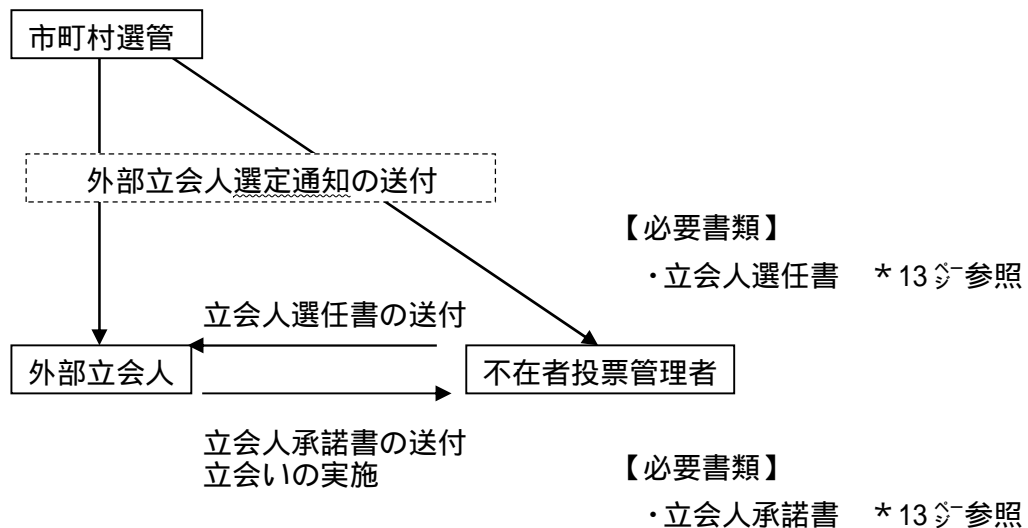 市町村選管
外部立会人選定通知の送付
【必要書類】
・立会人選任書　＊13㌻参照
立会人選任書の送付
外部立会人
不在者投票管理者
立会人承諾書の送付
立会いの実施
【必要書類】
・立会人承諾書　＊13㌻参照